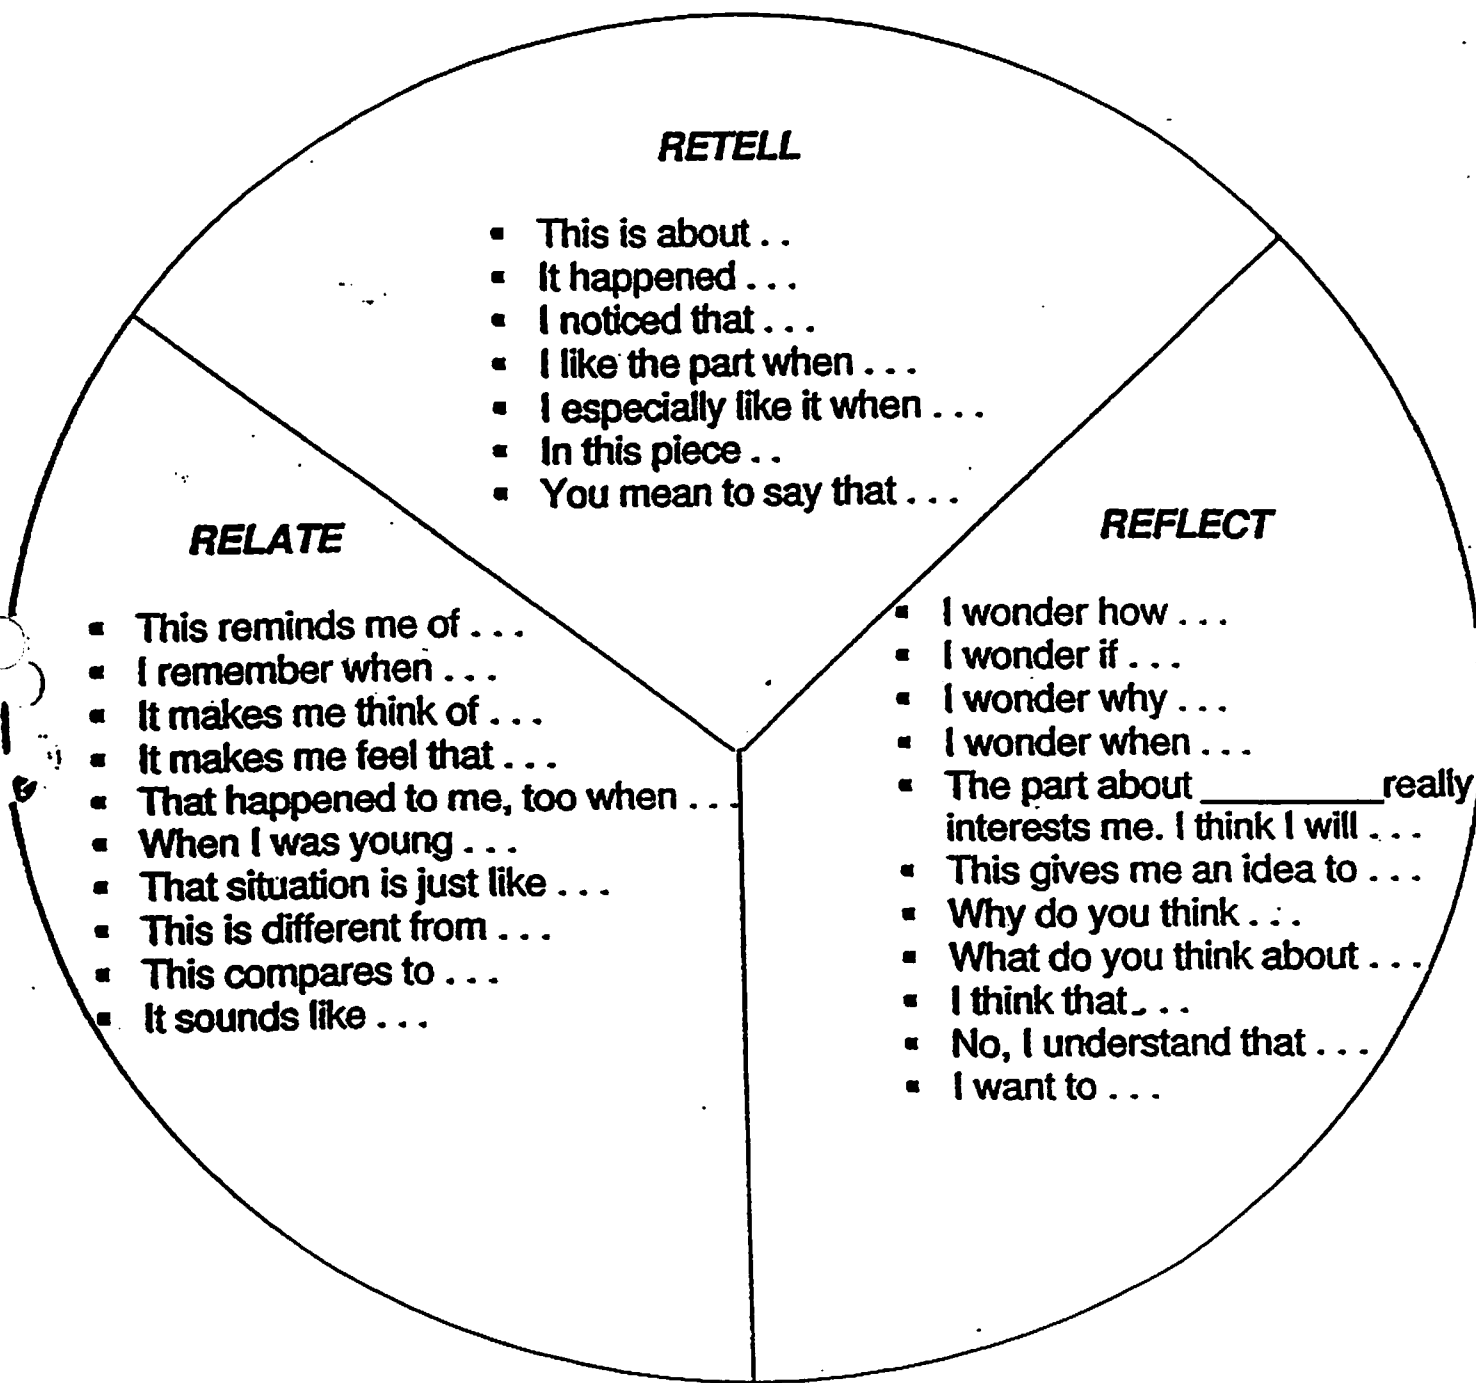 RETELL
▪ This is about . .
▪ It happened . . .
▪ I noticed that . . .
▪ I like the part when . . .
▪ I especially like it when . . .
▪ In this piece . .
▪ You mean to say that . . .
RELATE
▪ This reminds me of . . .
▪ I remember when . . .
▪ It makes me think of . . .
▪ It makes me feel that . . .
▪ That happened to me, too when . . .
▪ When I was young . . .
▪ That situation is just like . . .
▪ This is different from . . .
▪ This compares to . . .
▪ It sounds like . . .
REFLECT
▪ I wonder how . . .
▪ I wonder if . . .
▪ I wonder why . . .
▪ I wonder when . . .
▪ The part about __________ really
interests me. I think I will . . .
▪ This gives me an idea to . . .
▪ Why do you think . . .
▪ What do you think about . . .
▪ I think that . . .
▪ No, I understand that . . .
▪ I want to . . .